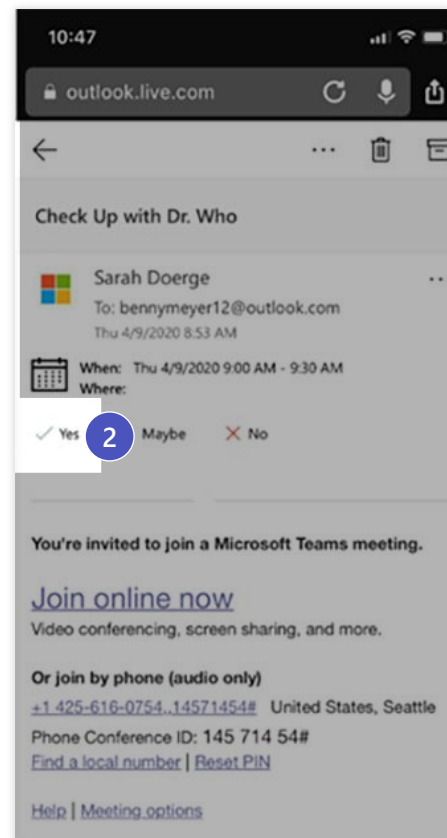 10:47
outlook.live.com
Check Up with Dr. Who
Sarah Doerge
To: bennymeyer12@outlook.com
Thu 4/9/2020 8:53 AM
When: Thu 4/9/2020 9:00 AM - 9:30 AM
Where:
Yes 2 Maybe No
You're invited to join a Microsoft Teams meeting.
Join online now
Video conferencing, screen sharing, and more.
Or join by phone (audio only)
+1 425-616-0754,,14571454# United States, Seattle
Phone Conference ID: 145 714 54#
Find a local number | Reset PIN
Help | Meeting options